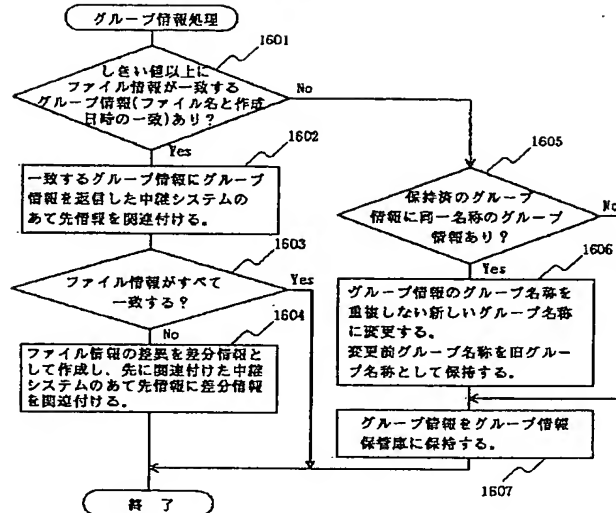 グループ情報処理
1601
しきい値以上に
ファイル情報が一致する
グループ情報(ファイル名と作成
日時の一致)あり?
No
Yes
1602
一致するグループ情報にグループ
情報を返信した中継システムの
あて先情報を関連付ける。
1603
ファイル情報がすべて
一致する?
Yes
No
1604
ファイル情報の差異を差分情報と
して作成し、先に関連付けた中継
システムのあて先情報に差分情報
を関連付ける。
1605
保持済のグループ
情報に同一名称のグループ
情報あり?
No
Yes
1606
グループ情報のグループ名称を
重複しない新しいグループ名称
に変更する。
変更前グループ名称を旧グルー
プ名称として保持する。
グループ情報をグループ情報
保管庫に保持する。
1607
終 了